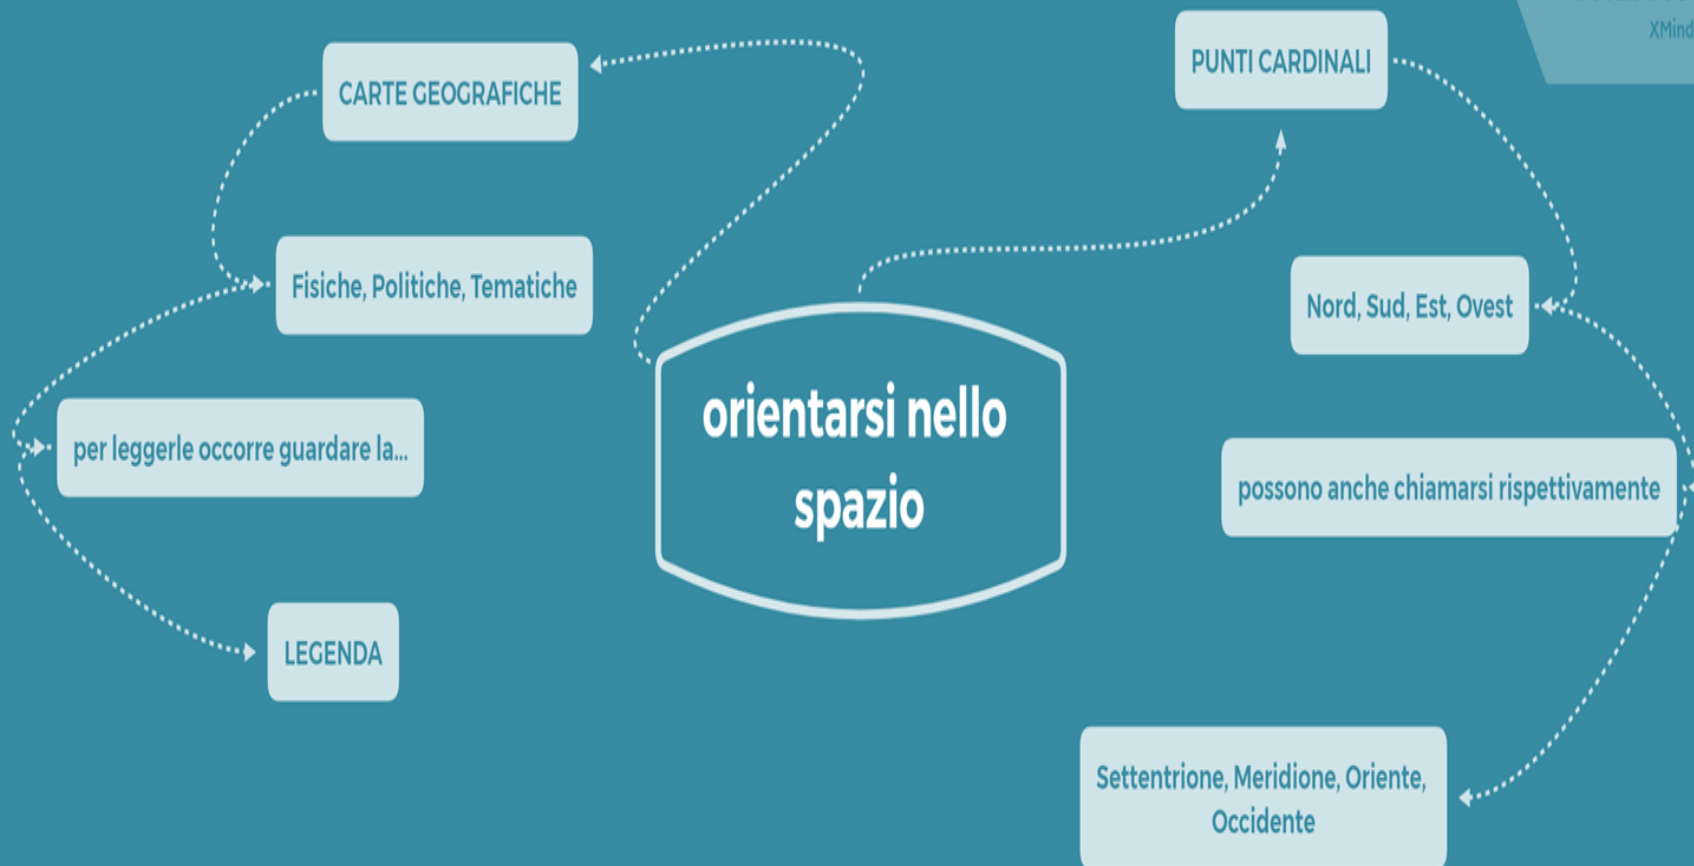 XMind
CARTE GEOGRAFICHE
Fisiche, Politiche, Tematiche
per leggerle occorre guardare la...
LEGENDA
orientarsi nello
spazio
PUNTI CARDINALI
Nord, Sud, Est, Ovest
possono anche chiamarsi rispettivamente
Settentrione, Meridione, Oriente,
Occidente